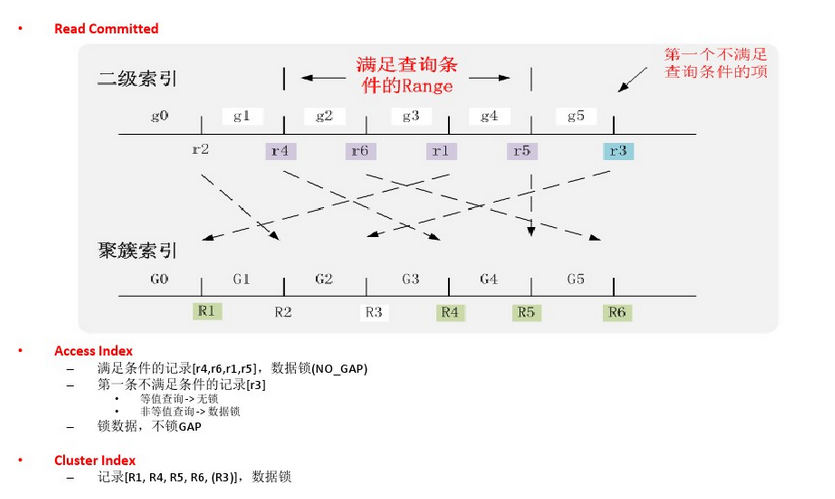 • Read Committed
第一个不满足
查询条件的项
满足查询条
件的Range
二级索引
g0 g1 g2 g3 g4 g5
r2 r4 r6 r1 r5 r3
聚簇索引
G0 G1 G2 G3 G4 G5
R1 R2 R3 R4 R5 R6
• Access Index
– 满足条件的记录[r4,r6,r1,r5]，数据锁(NO_GAP)
– 第一条不满足条件的记录[r3]
• 等值查询-> 无锁
• 非等值查询-> 数据锁
– 锁数据，不锁GAP
• Cluster Index
– 记录[R1, R4, R5, R6, (R3)]，数据锁